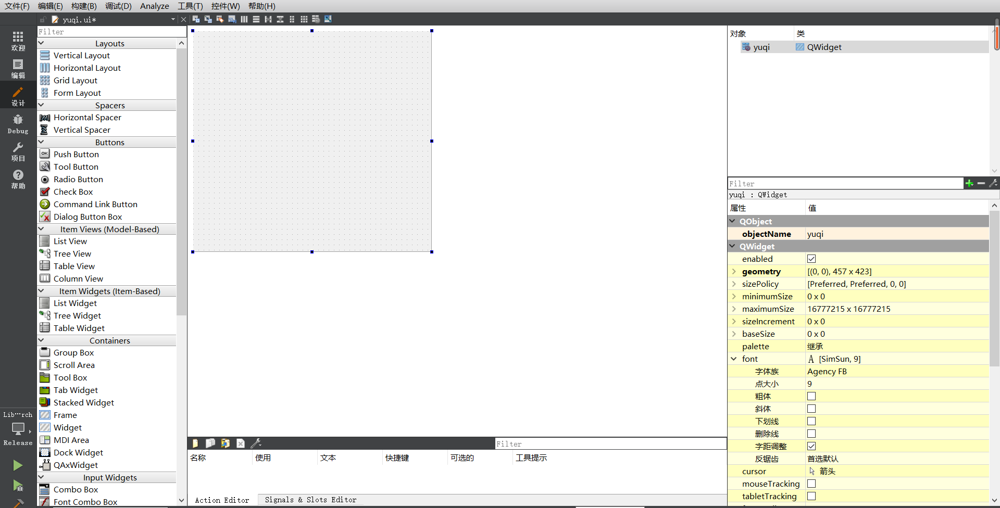 文件(F) 编辑(E) 构建(B) 调试(D) Analyze 工具(T) 控件(W) 帮助(H)
yuqi.ui*
欢迎
编辑
设计
Debug
项目
帮助
Lib···rch
Release
Filter
Layouts
Vertical Layout
Horizontal Layout
Grid Layout
Form Layout
Spacers
Horizontal Spacer
Vertical Spacer
Buttons
OK Push Button
Tool Button
Radio Button
Check Box
Command Link Button
Dialog Button Box
Item Views (Model-Based)
List View
Tree View
Table View
Column View
Item Widgets (Item-Based)
List Widget
Tree Widget
Table Widget
Containers
Group Box
Scroll Area
Tool Box
Tab Widget
Stacked Widget
Frame
Widget
MDI Area
Dock Widget
QAxWidget
Input Widgets
Combo Box
Font Combo Box
Filter
名称 使用 文本 快捷键 可选的 工具提示
Action Editor Signals & Slots Editor
对象 类
yuqi QWidget
Filter
yuqi : QWidget
属性 值
QObject
objectName yuqi
QWidget
enabled
geometry [(0, 0), 457 x 423]
sizePolicy [Preferred, Preferred, 0, 0]
minimumSize 0 x 0
maximumSize 16777215 x 16777215
sizeIncrement 0 x 0
baseSize 0 x 0
palette 继承
font A [SimSun, 9]
字体族 Agency FB
点大小 9
粗体
斜体
下划线
删除线
字距调整
反锯齿 首选默认
cursor 箭头
mouseTracking
tabletTracking